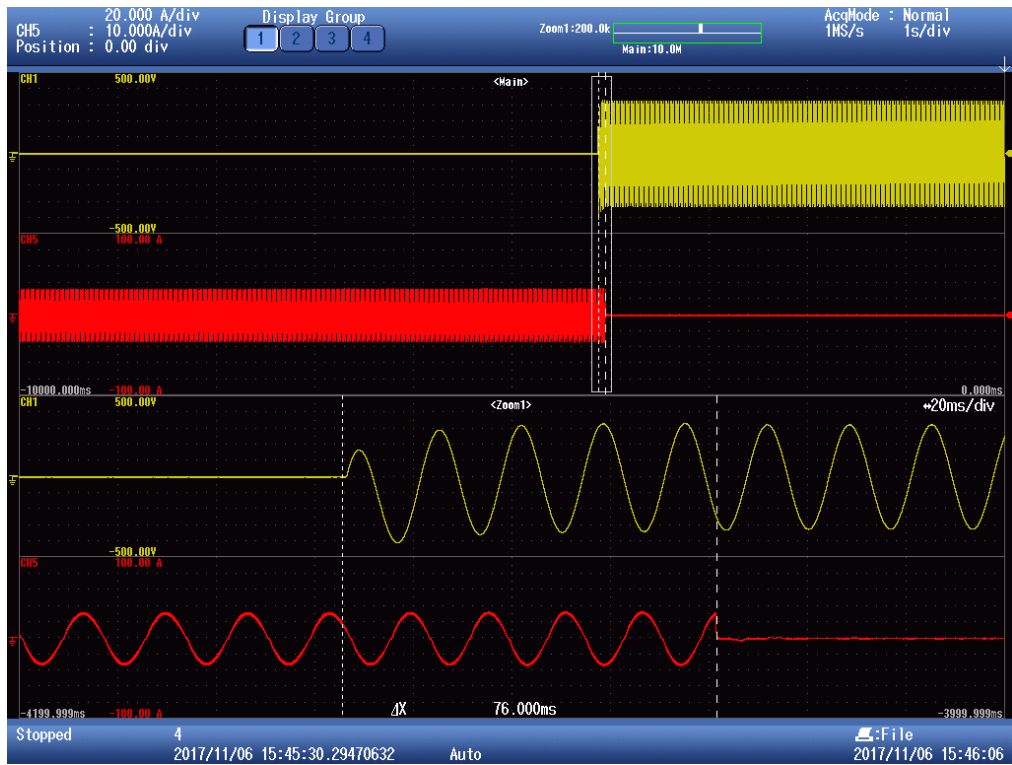 20.000 A/div
CH5 : 10.000A/div
Position : 0.00 div
Display Group
1 2 3 4
Zoom1:200.0k
Main:10.0M
AcqMode : Normal
1MS/s 1s/div
CH1 500.00V <Main>
-500.00V
CH5 100.00 A
-10000.000ms -100.00 A 0.000ms
CH1 500.00V <Zoom1> ↔20ms/div
-500.00V
CH5 100.00 A
-4199.999ms -100.00 A ΔX 76.000ms -3999.999ms
Stopped 4 :File
2017/11/06 15:45:30.29470632 Auto 2017/11/06 15:46:06